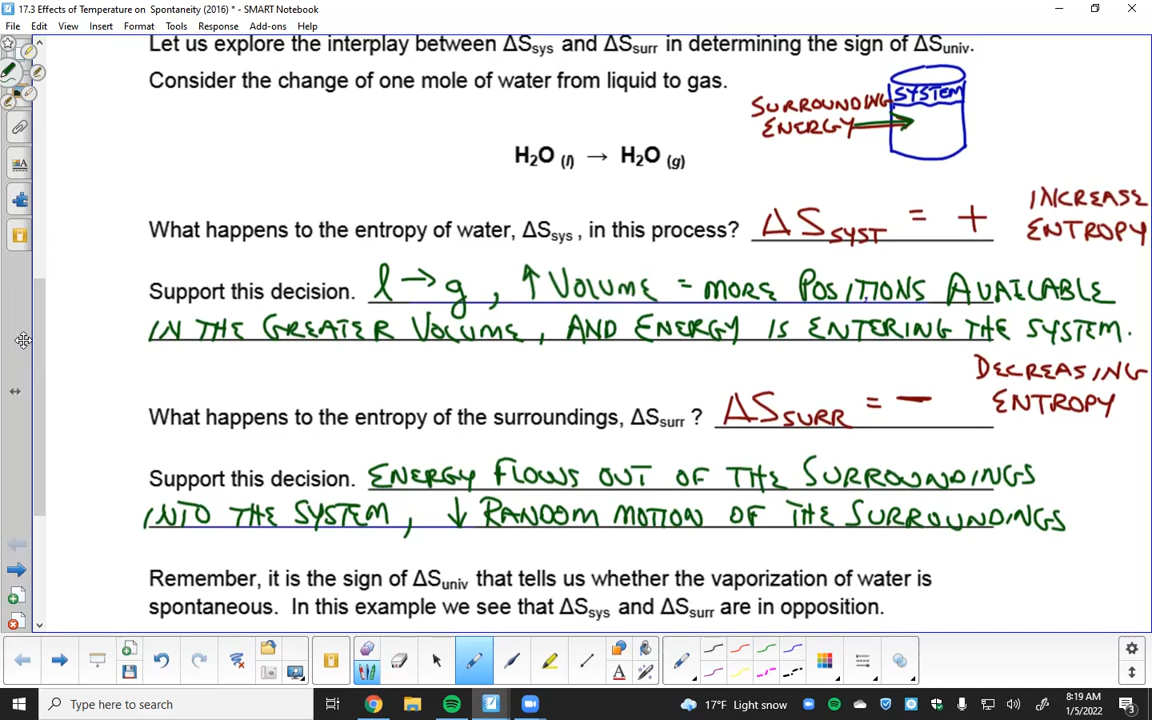 17.3 Effects of Temperature on Spontaneity (2016) * - SMART Notebook
File Edit View Insert Format Tools Response Add-ons Help
Let us explore the interplay between ΔSsys and ΔSsurr in determining the sign of ΔSuniv.
Consider the change of one mole of water from liquid to gas.
SYSTEM
SURROUNDING
ENERGY
H2O (l) → H2O (g)
INCREASE
ENTROPY
What happens to the entropy of water, ΔSsys , in this process? ΔSSYST = +
Support this decision. l → g , ↑ VOLUME = MORE POSITIONS AVAILABLE
IN THE GREATER VOLUME, AND ENERGY IS ENTERING THE SYSTEM.
DECREASING
ENTROPY
What happens to the entropy of the surroundings, ΔSsurr ? ΔSSURR = -
Support this decision. ENERGY FLOWS OUT OF THE SURROUNDINGS
INTO THE SYSTEM, ↓ RANDOM MOTION OF THE SURROUNDINGS
Remember, it is the sign of ΔSuniv that tells us whether the vaporization of water is
spontaneous. In this example we see that ΔSsys and ΔSsurr are in opposition.
Type here to search
17°F Light snow
8:19 AM
1/5/2022
3